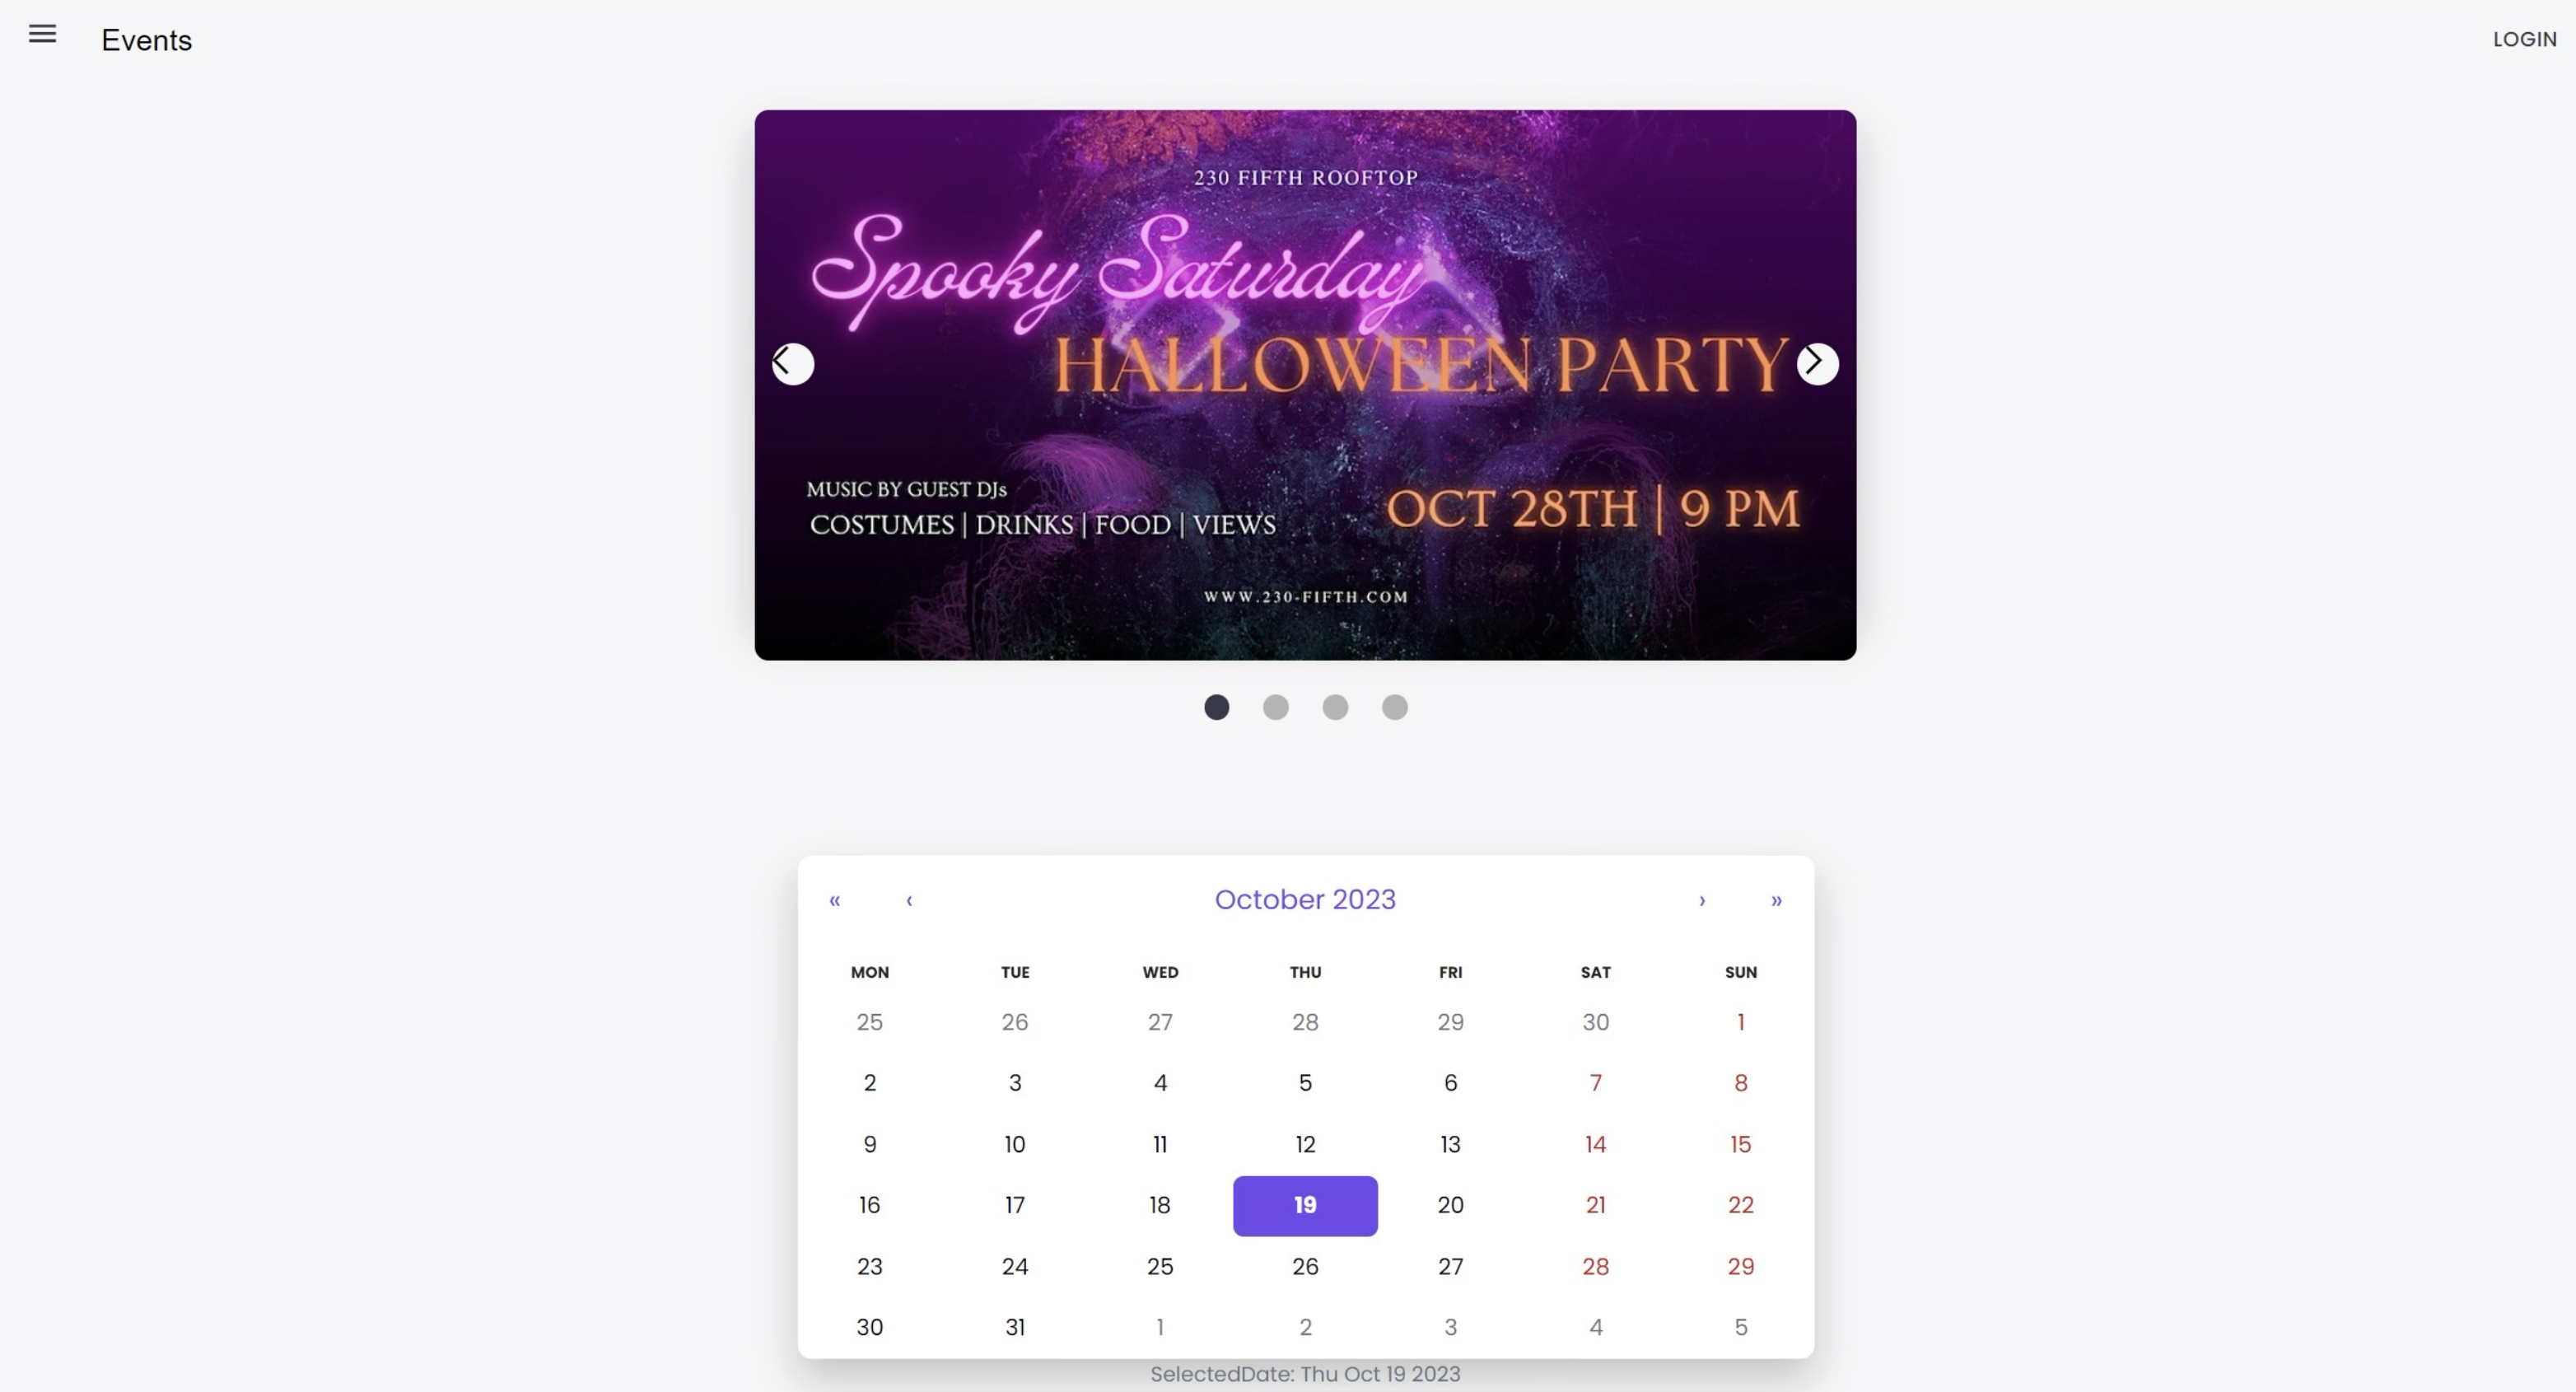 Events
LOGIN
230 FIFTH ROOFTOP
Spooky Saturday
HALLOWEEN PARTY
MUSIC BY GUEST DJs
COSTUMES | DRINKS | FOOD | VIEWS
OCT 28TH | 9 PM
WWW.230-FIFTH.COM
« ‹ October 2023 › »
MON TUE WED THU FRI SAT SUN
25 26 27 28 29 30 1
2 3 4 5 6 7 8
9 10 11 12 13 14 15
16 17 18 19 20 21 22
23 24 25 26 27 28 29
30 31 1 2 3 4 5
SelectedDate: Thu Oct 19 2023